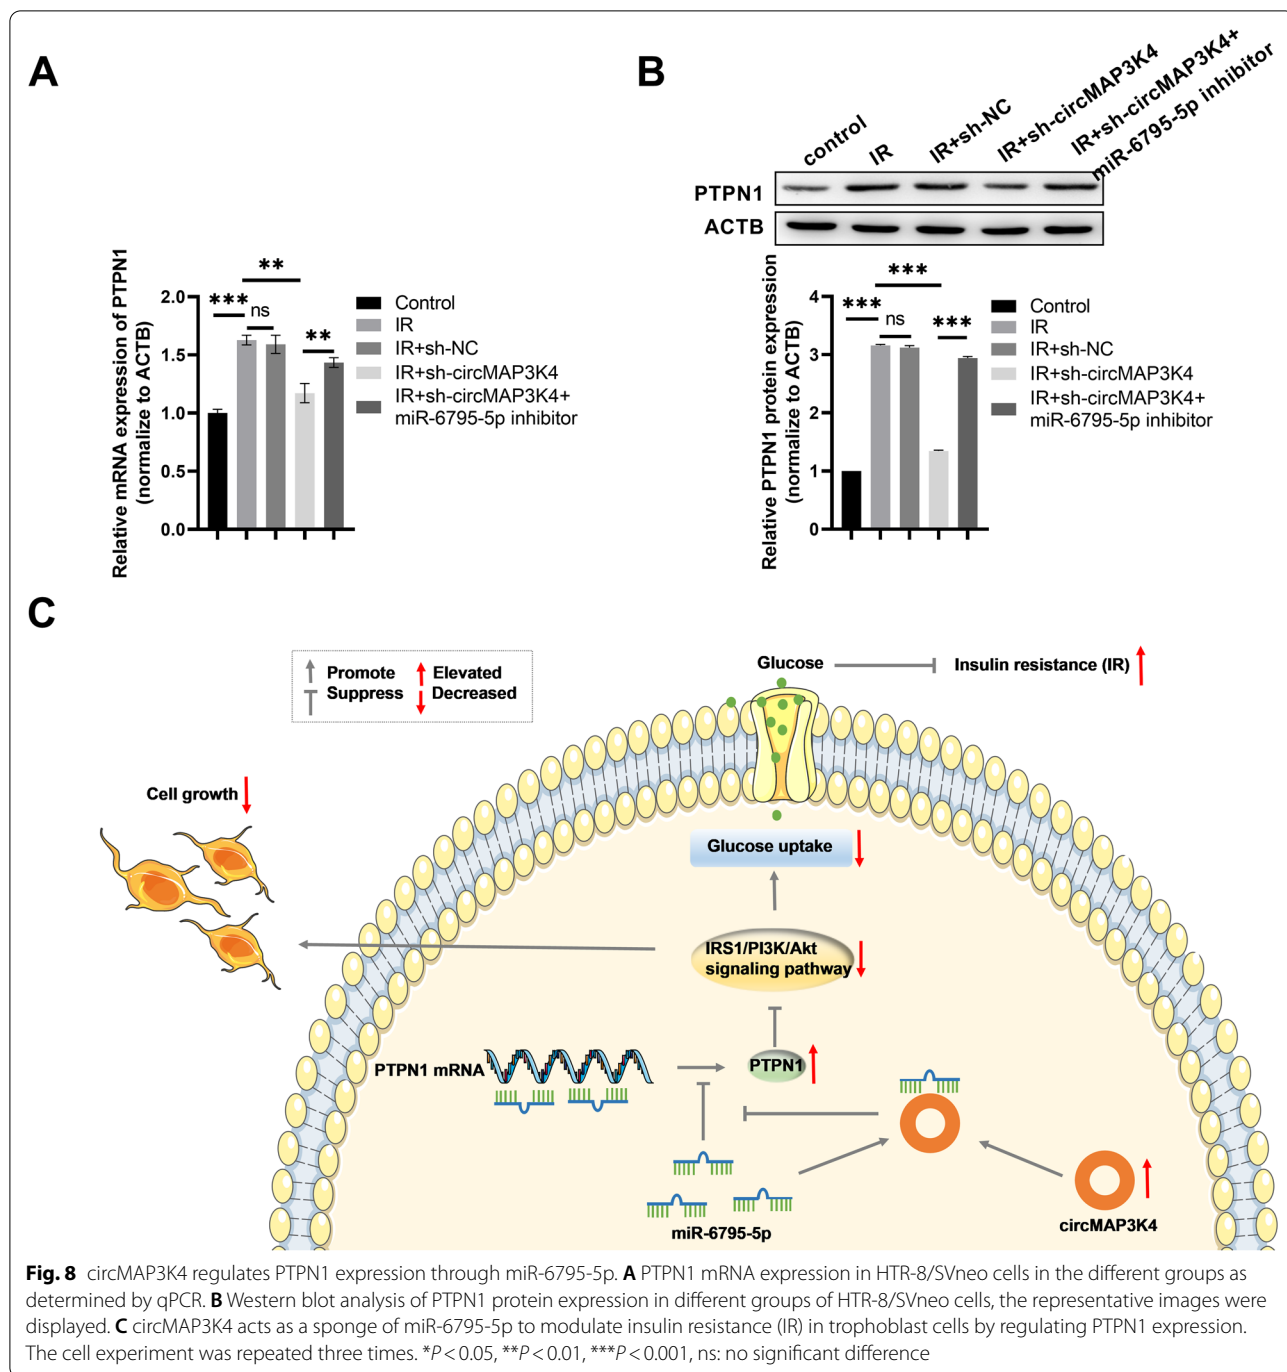 A
Relative mRNA expression of PTPN1
(normalize to ACTB)
2.0
1.5
1.0
0.5
0.0
***
**
ns
**
Control
IR
IR+sh-NC
IR+sh-circMAP3K4
IR+sh-circMAP3K4+
miR-6795-5p inhibitor
B
control
IR
IR+sh-NC
IR+sh-circMAP3K4
IR+sh-circMAP3K4+
miR-6795-5p inhibitor
PTPN1
ACTB
Relative PTPN1 protein expression
(normalize to ACTB)
4
3
2
1
0
***
***
ns
***
Control
IR
IR+sh-NC
IR+sh-circMAP3K4
IR+sh-circMAP3K4+
miR-6795-5p inhibitor
C
Promote
Elevated
Suppress
Decreased
Glucose
Insulin resistance (IR)
Cell growth
Glucose uptake
IRS1/PI3K/Akt
signaling pathway
PTPN1 mRNA
PTPN1
miR-6795-5p
circMAP3K4
Fig. 8 circMAP3K4 regulates PTPN1 expression through miR-6795-5p. A PTPN1 mRNA expression in HTR-8/SVneo cells in the different groups as
determined by qPCR. B Western blot analysis of PTPN1 protein expression in different groups of HTR-8/SVneo cells, the representative images were
displayed. C circMAP3K4 acts as a sponge of miR-6795-5p to modulate insulin resistance (IR) in trophoblast cells by regulating PTPN1 expression.
The cell experiment was repeated three times. *P < 0.05, **P < 0.01, ***P < 0.001, ns: no significant difference